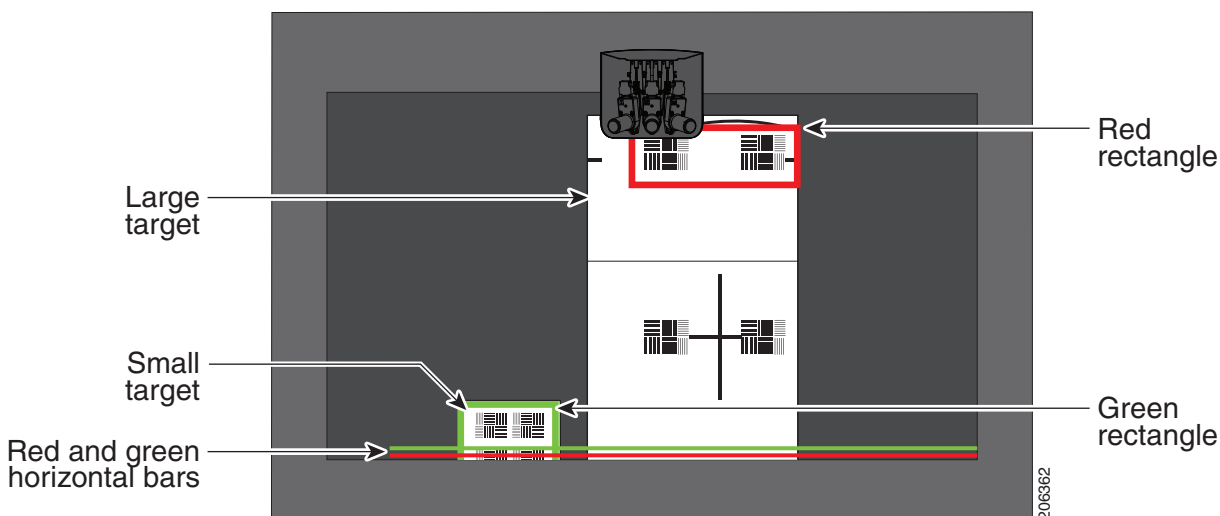 Red
rectangle
Large
target
Small
target
Green
rectangle
Red and green
horizontal bars
206362